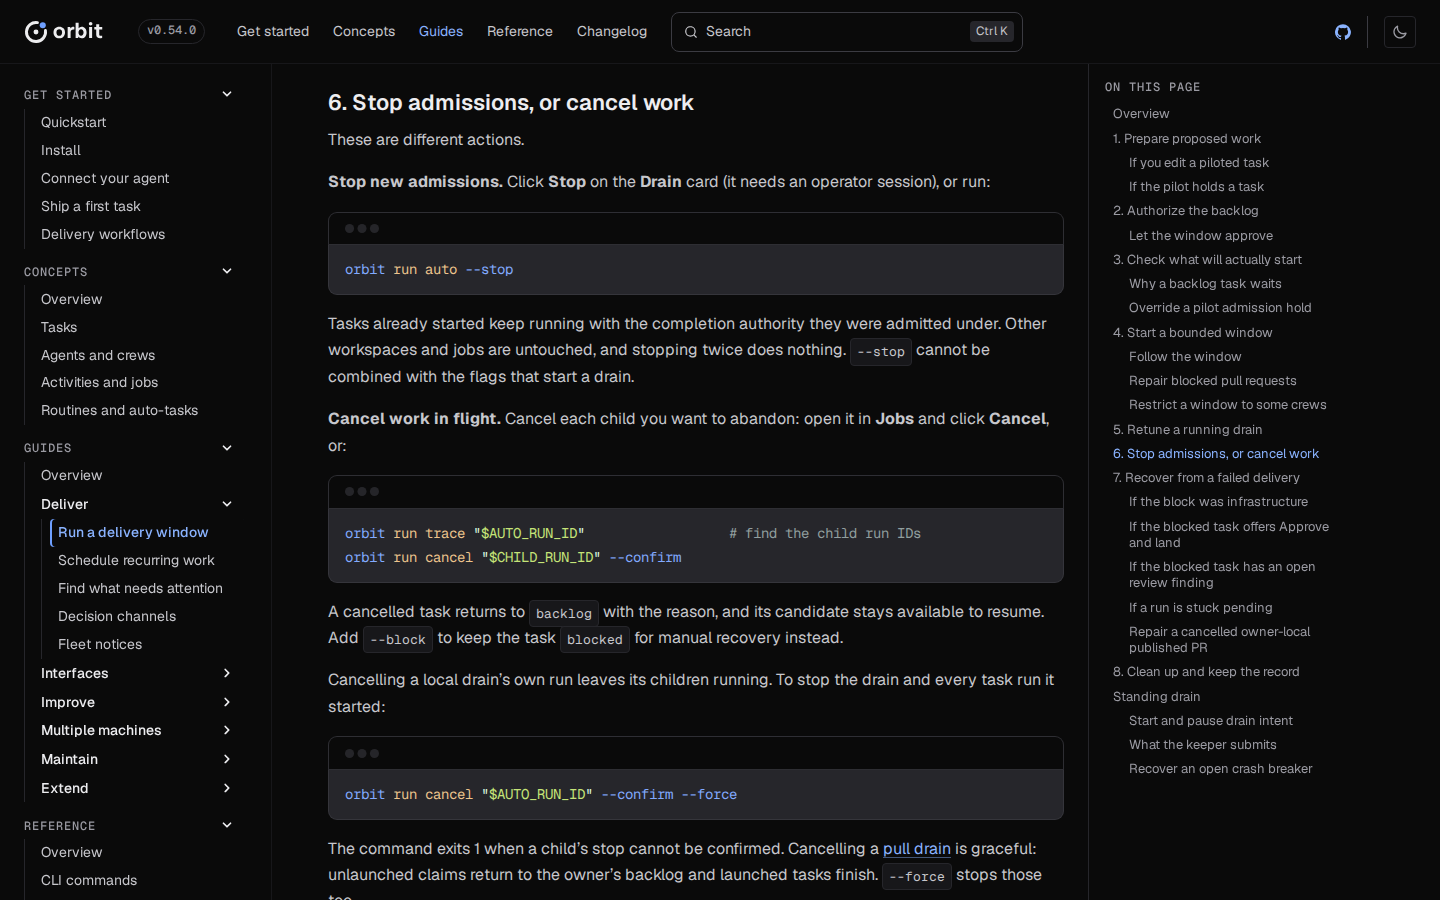 orbit
v0.54.0
Get started
Concepts
Guides
Reference
Changelog
Search
Ctrl K
GET STARTED
Quickstart
Install
Connect your agent
Ship a first task
Delivery workflows
CONCEPTS
Overview
Tasks
Agents and crews
Activities and jobs
Routines and auto-tasks
GUIDES
Overview
Deliver
Run a delivery window
Schedule recurring work
Find what needs attention
Decision channels
Fleet notices
Interfaces
Improve
Multiple machines
Maintain
Extend
REFERENCE
Overview
CLI commands
6. Stop admissions, or cancel work
These are different actions.
Stop new admissions. Click Stop on the Drain card (it needs an operator session), or run:
orbit run auto --stop
Tasks already started keep running with the completion authority they were admitted under. Other
workspaces and jobs are untouched, and stopping twice does nothing. --stop cannot be
combined with the flags that start a drain.
Cancel work in flight. Cancel each child you want to abandon: open it in Jobs and click Cancel,
or:
orbit run trace "$AUTO_RUN_ID" # find the child run IDs
orbit run cancel "$CHILD_RUN_ID" --confirm
A cancelled task returns to backlog with the reason, and its candidate stays available to resume.
Add --block to keep the task blocked for manual recovery instead.
Cancelling a local drain’s own run leaves its children running. To stop the drain and every task run it
started:
orbit run cancel "$AUTO_RUN_ID" --confirm --force
The command exits 1 when a child’s stop cannot be confirmed. Cancelling a pull drain is graceful:
unlaunched claims return to the owner’s backlog and launched tasks finish. --force stops those
ON THIS PAGE
Overview
1. Prepare proposed work
If you edit a piloted task
If the pilot holds a task
2. Authorize the backlog
Let the window approve
3. Check what will actually start
Why a backlog task waits
Override a pilot admission hold
4. Start a bounded window
Follow the window
Repair blocked pull requests
Restrict a window to some crews
5. Retune a running drain
6. Stop admissions, or cancel work
7. Recover from a failed delivery
If the block was infrastructure
If the blocked task offers Approve
and land
If the blocked task has an open
review finding
If a run is stuck pending
Repair a cancelled owner-local
published PR
8. Clean up and keep the record
Standing drain
Start and pause drain intent
What the keeper submits
Recover an open crash breaker